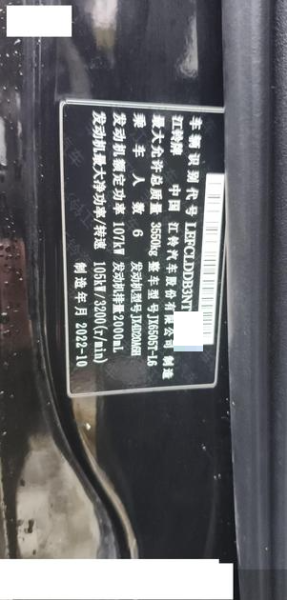 车辆识别代号 LEFCLDDB3NT
江铃牌 中国 江铃汽车股份有限公司 制造
最大允许总质量 3550kg 整车型号 JX6505T-L6
乘车人数 6 发动机型号 JX4D20A6H
发动机额定功率 107kW 发动机排量 2000mL
发动机最大净功率/转速 105kW/3200(r/min)
制造年月 2022-10